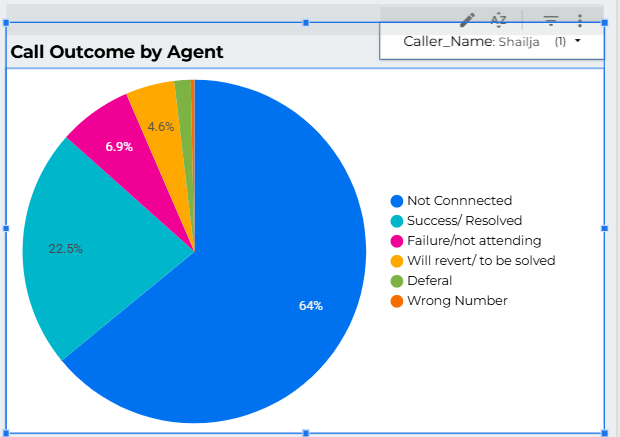 AZ
Caller_Name: Shailja (1)
Call Outcome by Agent
4.6%
6.9%
22.5%
64%
Not Connnected
Success/ Resolved
Failure/not attending
Will revert/ to be solved
Deferal
Wrong Number